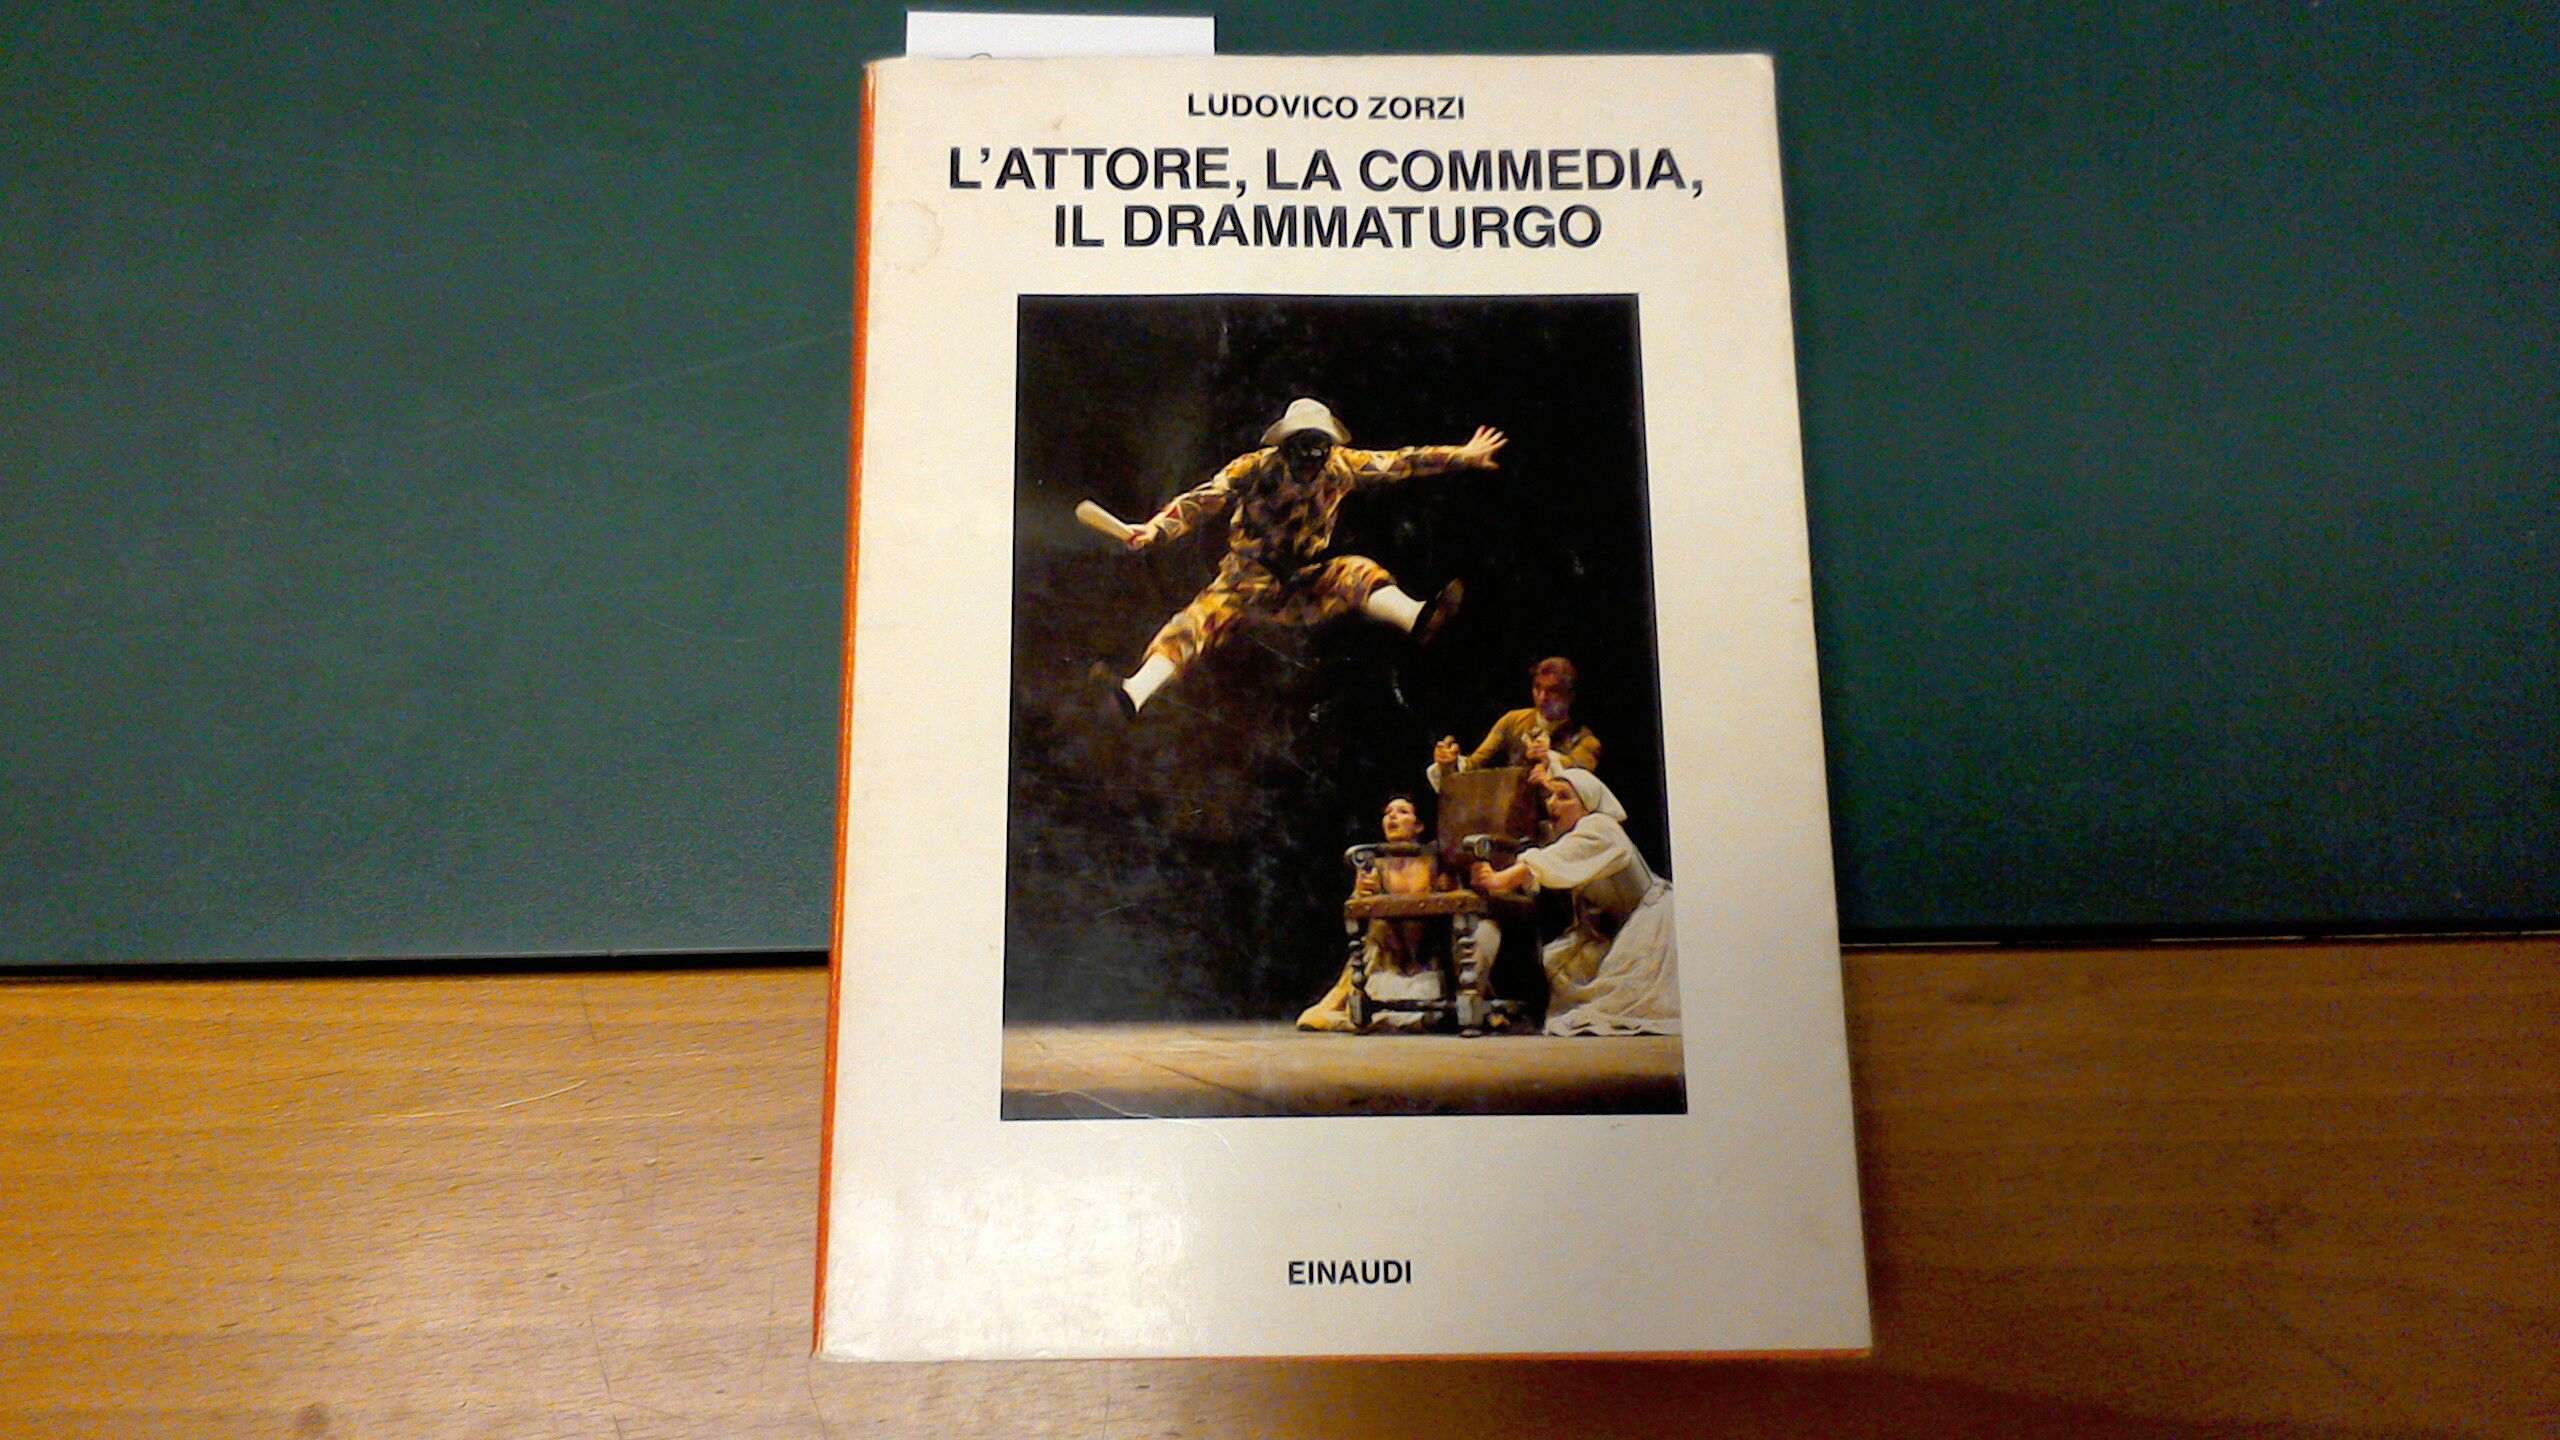 LUDOVICO ZORZI
L'ATTORE, LA COMMEDIA,
IL DRAMMATURGO
EINAUDI